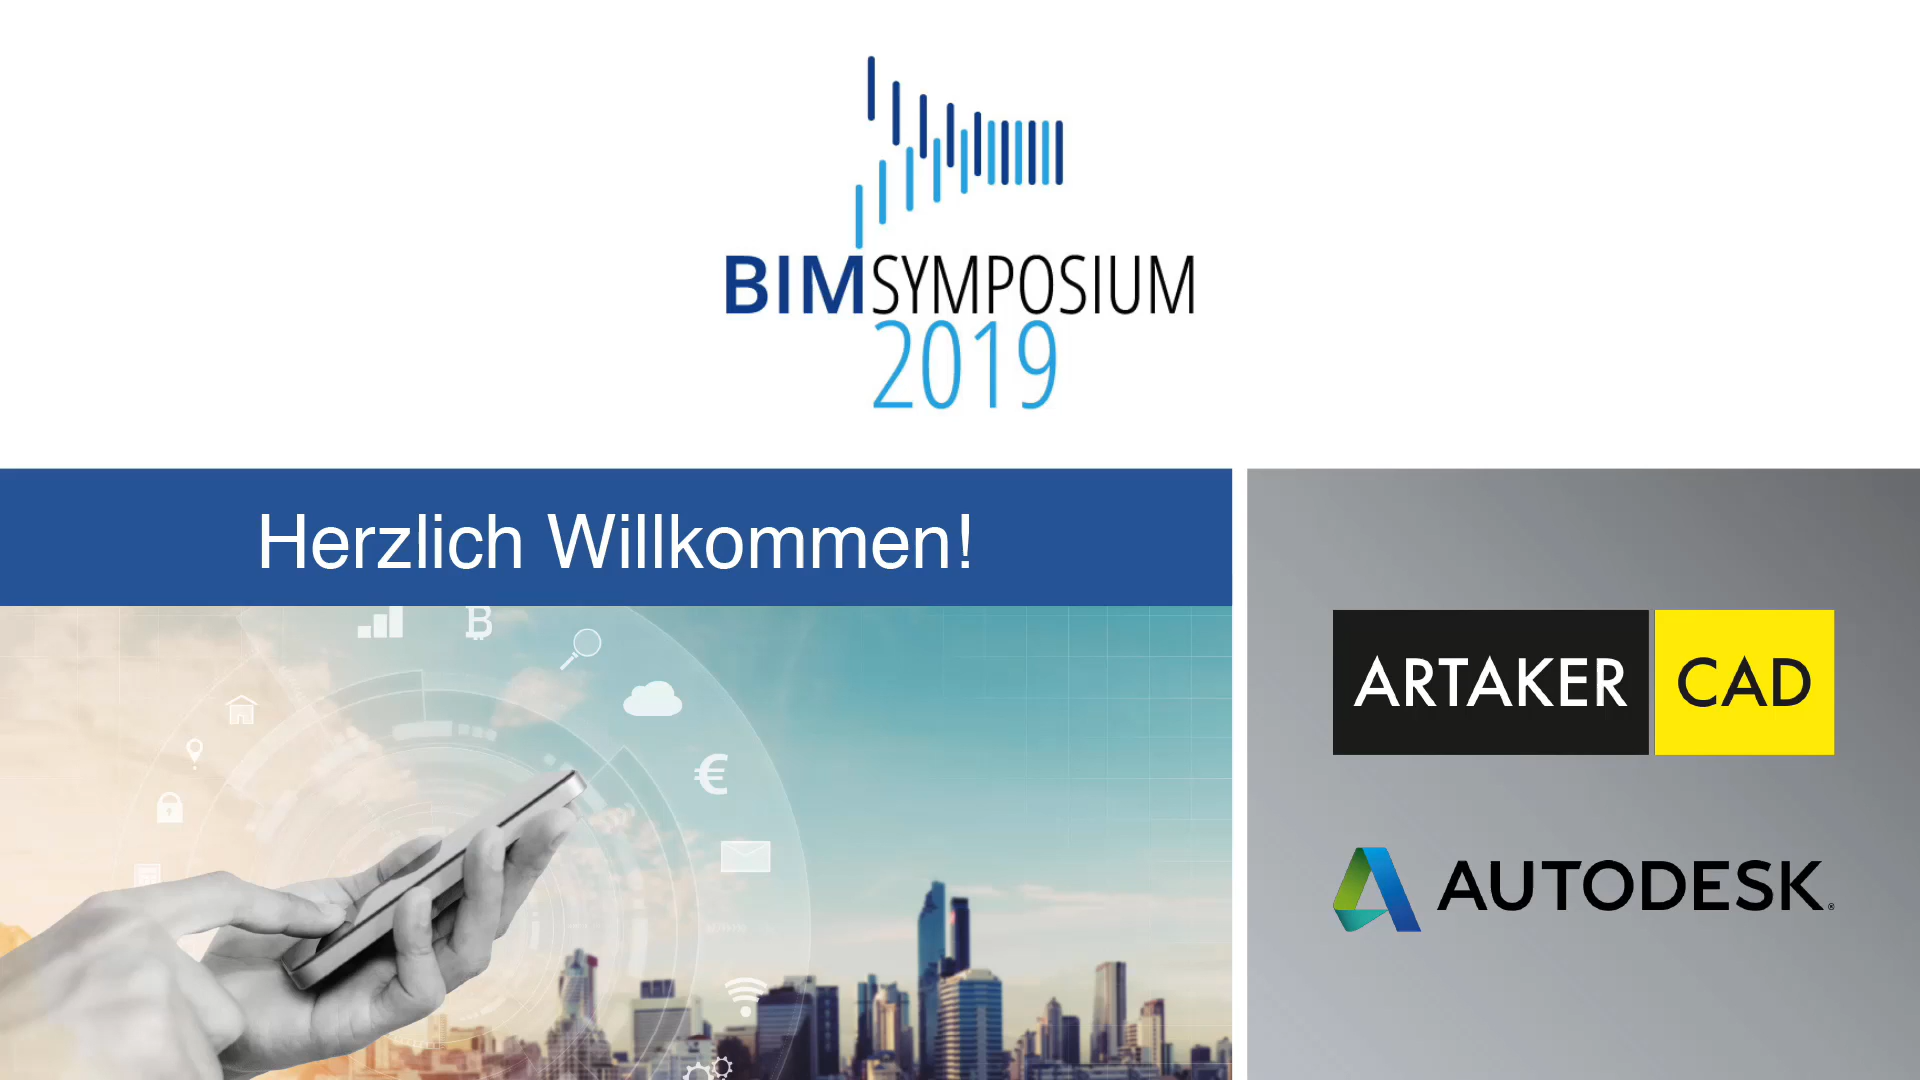 BIMSYMPOSIUM
2019
Herzlich Willkommen!
ARTAKER CAD
AUTODESK®